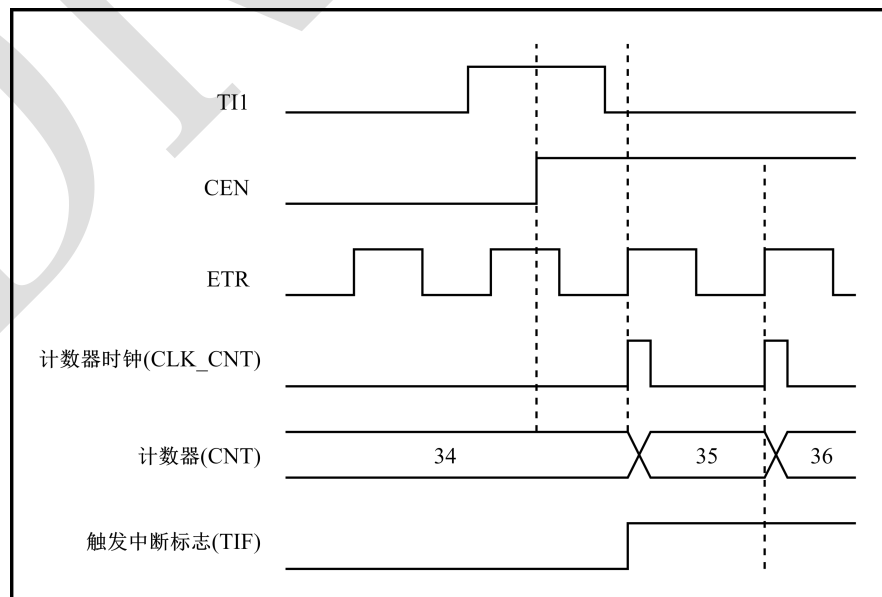 TI1
CEN
ETR
计数器时钟(CLK_CNT)
计数器(CNT)
34
35
36
触发中断标志(TIF)